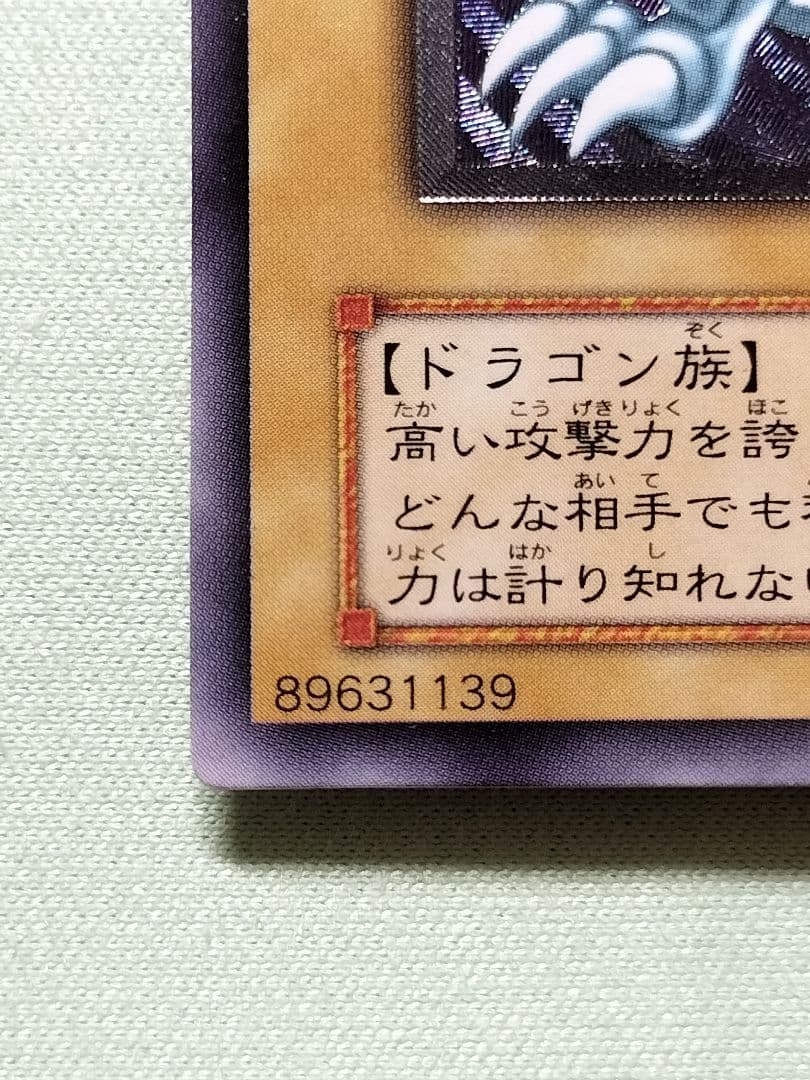 【ドラゴン族】
高い攻撃力を誇
どんな相手でも
力は計り知れない
89631139